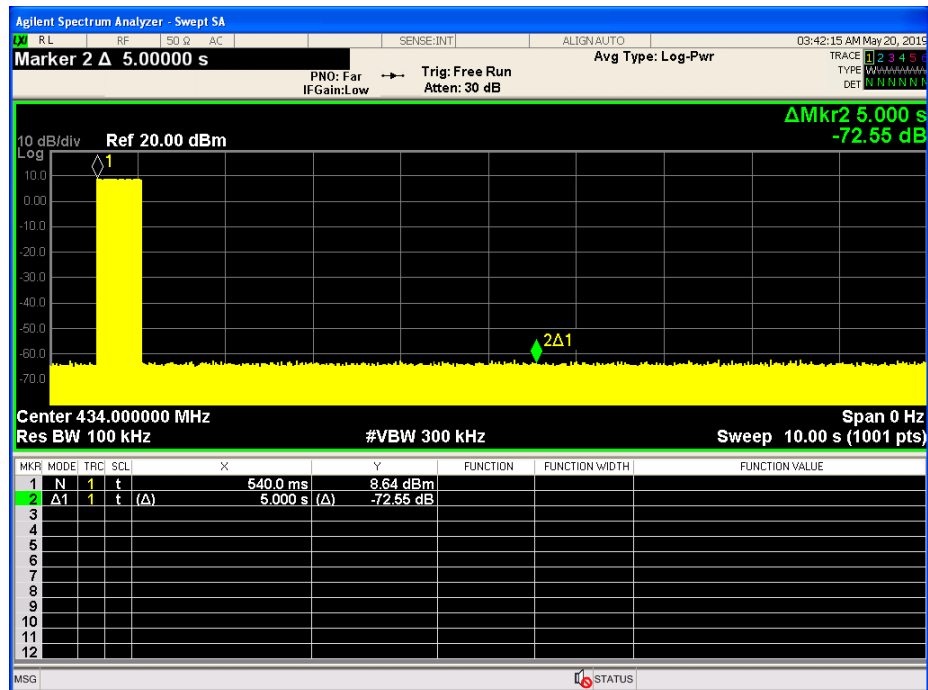 Agilent Spectrum Analyzer - Swept SA
LXI RL RF 50 Ω AC SENSE:INT ALIGN AUTO 03:42:15 AM May 20, 2019
Marker 2 Δ 5.00000 s
PNO: Far
IFGain:Low
Trig: Free Run
Atten: 30 dB
Avg Type: Log-Pwr
TRACE 1 2 3 4 5 6
TYPE
DET N N N N N N
ΔMkr2 5.000 s
-72.55 dB
10 dB/div Ref 20.00 dBm
Log
1
10.0
0.00
-10.0
-20.0
-30.0
-40.0
-50.0
2Δ1
-60.0
-70.0
Center 434.000000 MHz Span 0 Hz
Res BW 100 kHz #VBW 300 kHz Sweep 10.00 s (1001 pts)
MKR MODE TRC SCL X Y FUNCTION FUNCTION WIDTH FUNCTION VALUE
1 N 1 t 540.0 ms 8.64 dBm
2 Δ1 1 t (Δ) 5.000 s (Δ) -72.55 dB
3
4
5
6
7
8
9
10
11
12
MSG STATUS